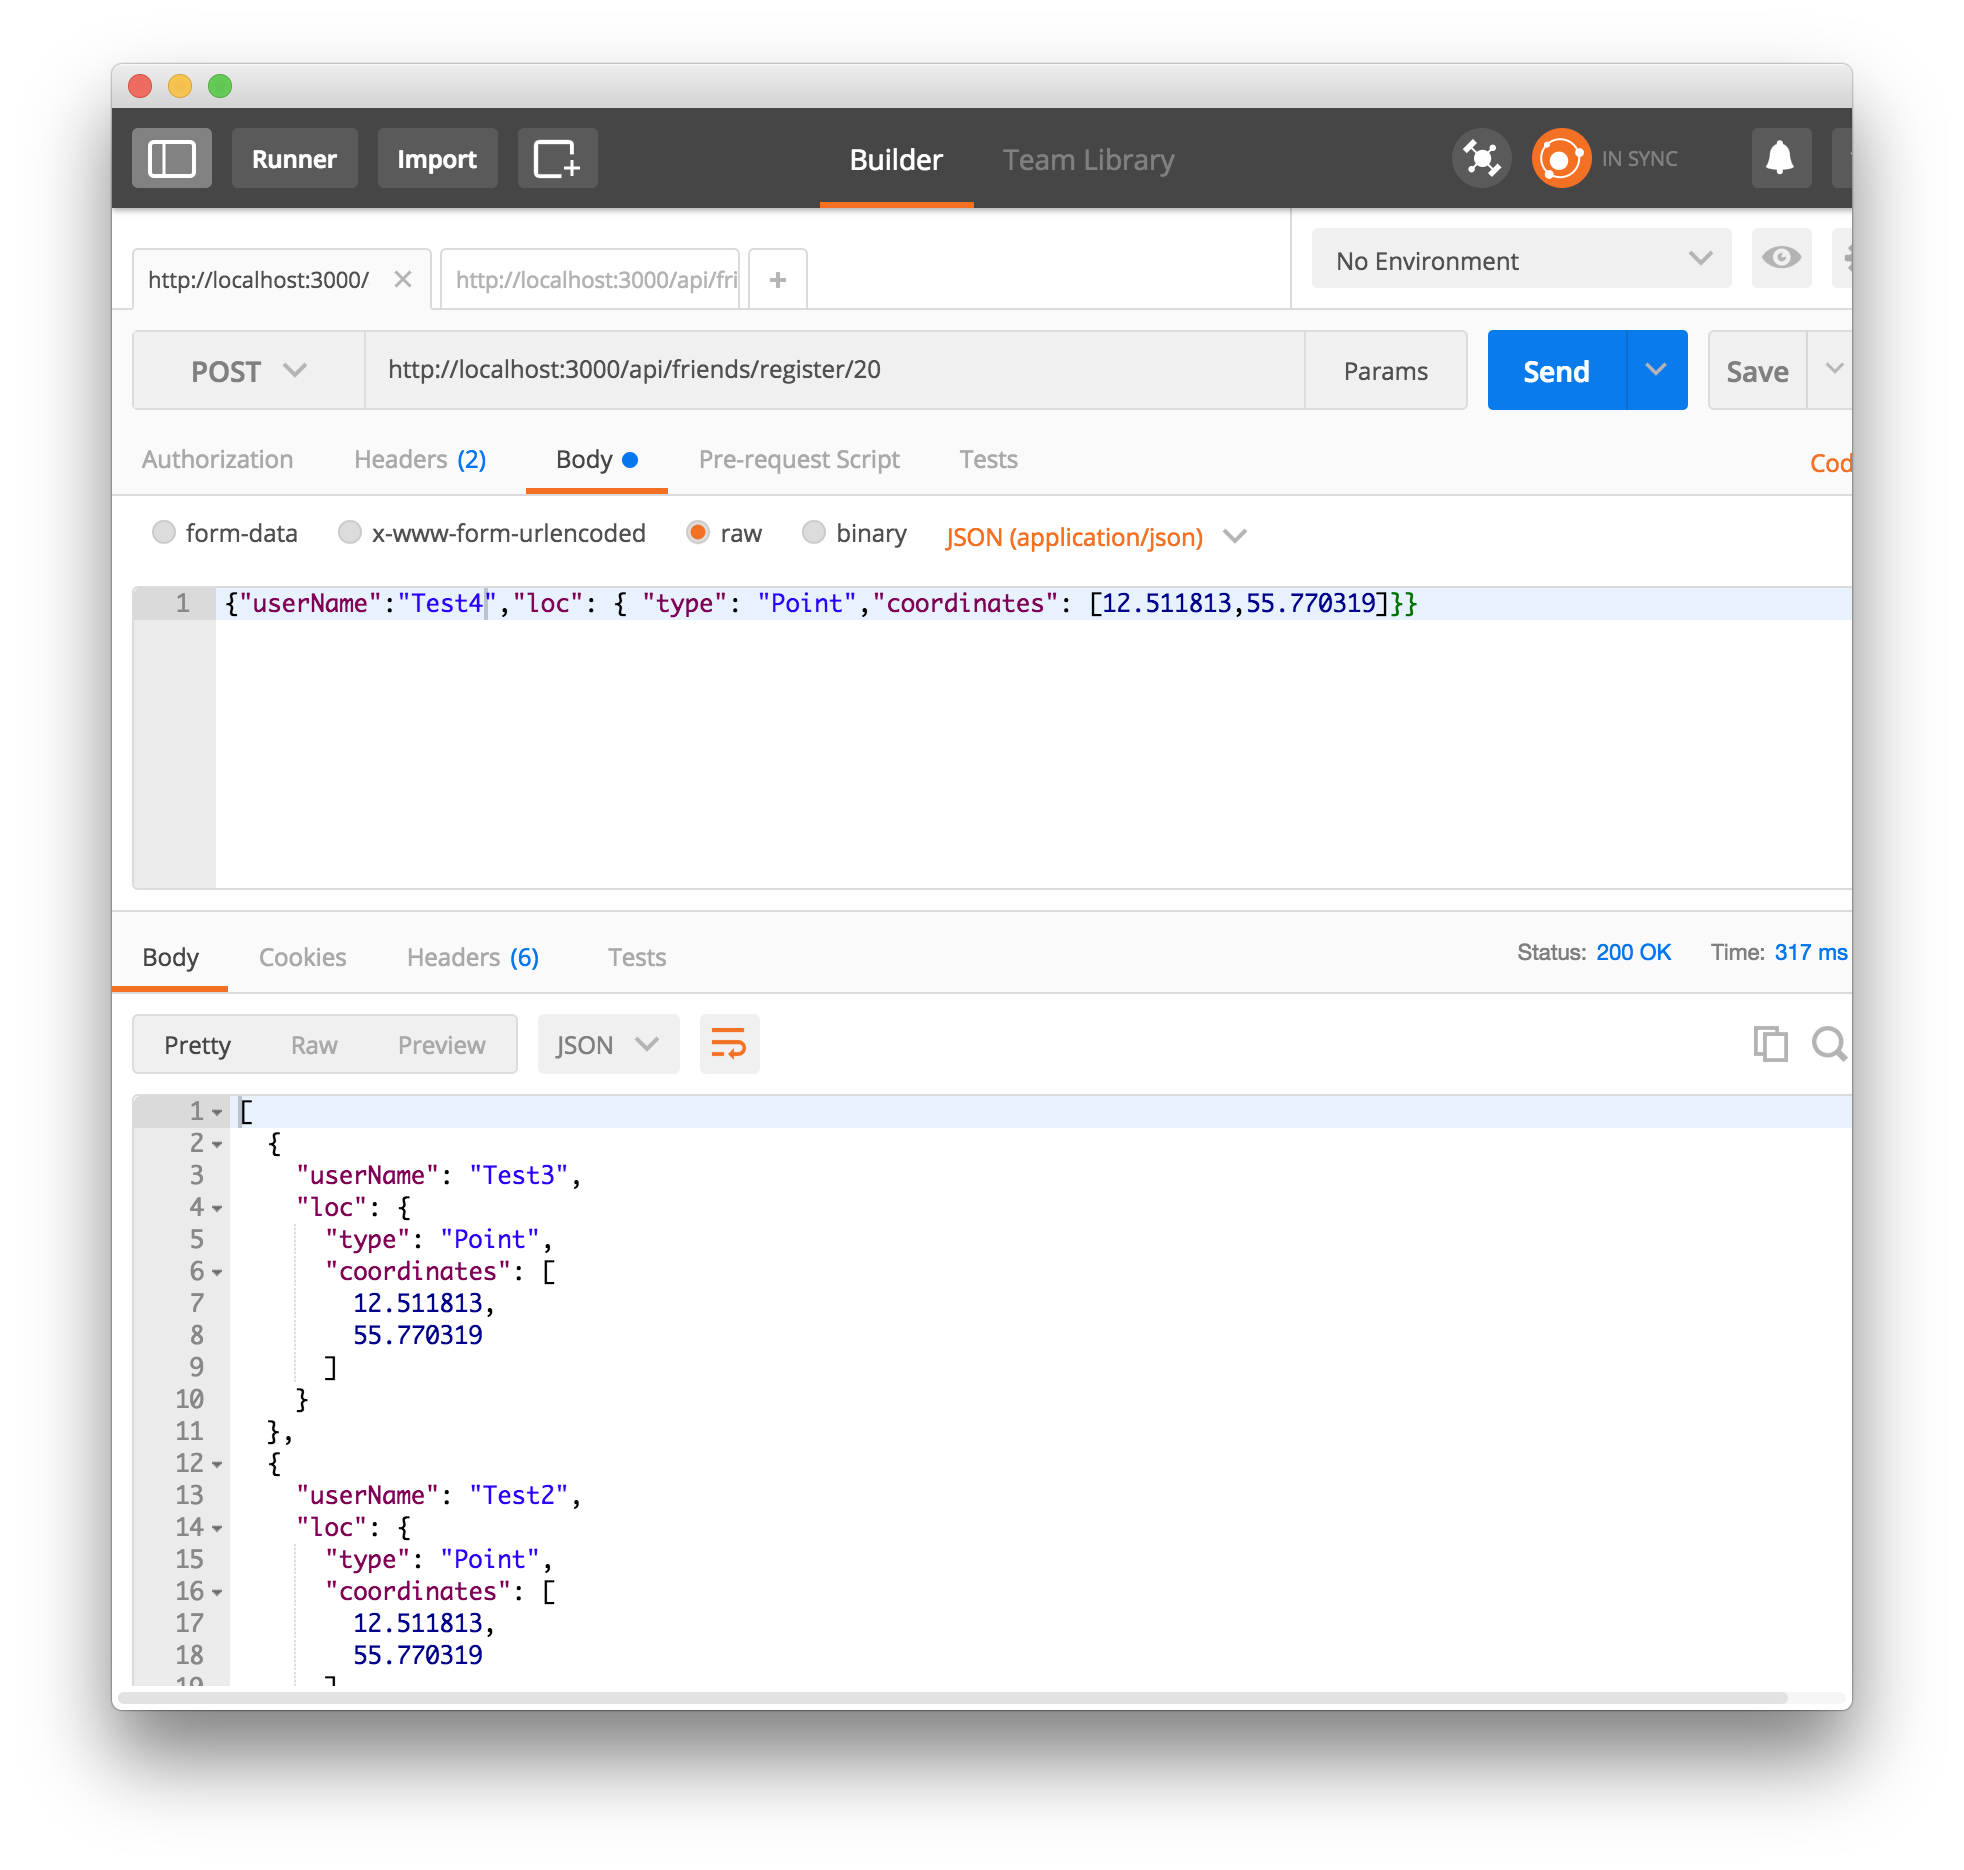 Runner Import Builder Team Library IN SYNC
http://localhost:3000/ http://localhost:3000/api/fri No Environment
POST http://localhost:3000/api/friends/register/20 Params Send Save
Authorization Headers (2) Body Pre-request Script Tests Cod
form-data x-www-form-urlencoded raw binary JSON (application/json)
1 {"userName":"Test4","loc": { "type": "Point","coordinates": [12.511813,55.770319]}}
Body Cookies Headers (6) Tests Status: 200 OK Time: 317 ms
Pretty Raw Preview JSON
1 [
2 {
3 "userName": "Test3",
4 "loc": {
5 "type": "Point",
6 "coordinates": [
7 12.511813,
8 55.770319
9 ]
10 }
11 },
12 {
13 "userName": "Test2",
14 "loc": {
15 "type": "Point",
16 "coordinates": [
17 12.511813,
18 55.770319
19 ]